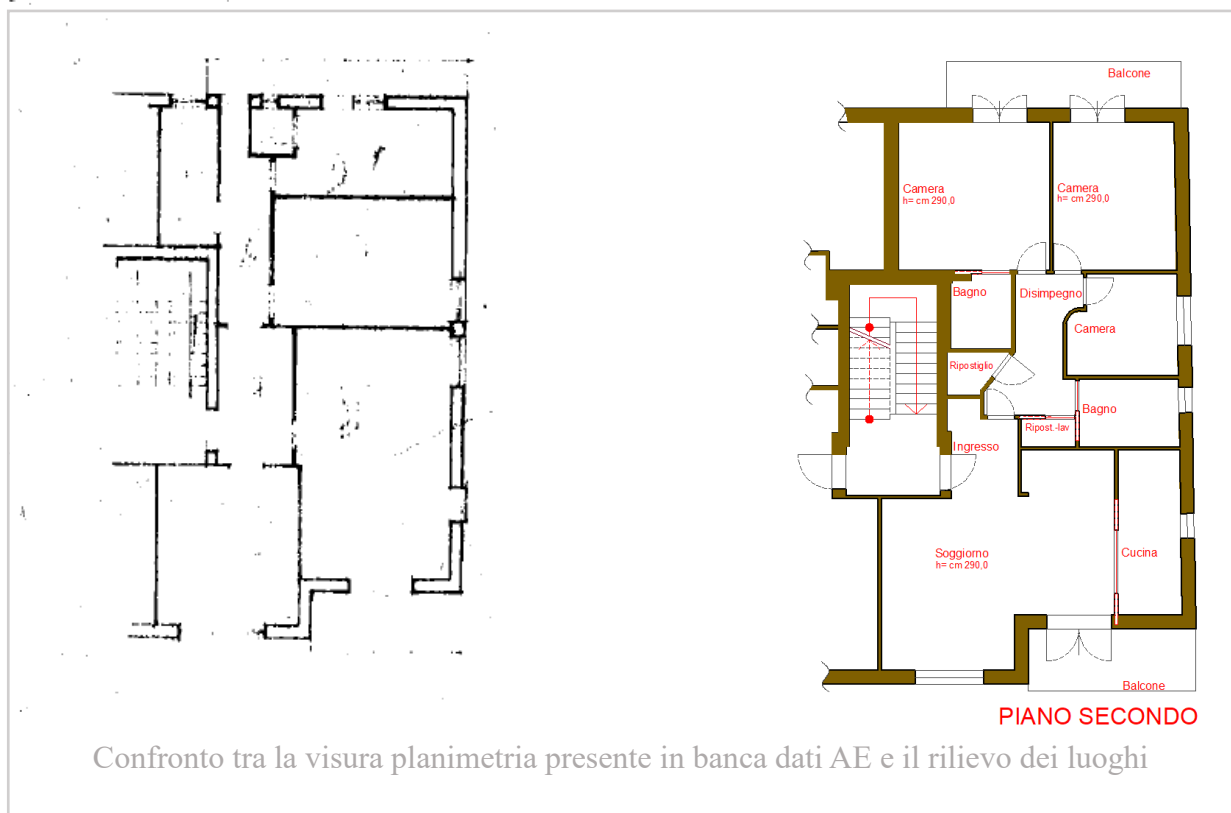 Balcone
Camera
h= cm 290,0
Camera
h= cm 290,0
Bagno
Disimpegno
Camera
Ripostiglio
Bagno
Ripost.-lav
Ingresso
Soggiorno
h= cm 290,0
Cucina
Balcone
PIANO SECONDO
Confronto tra la visura planimetria presente in banca dati AE e il rilievo dei luoghi